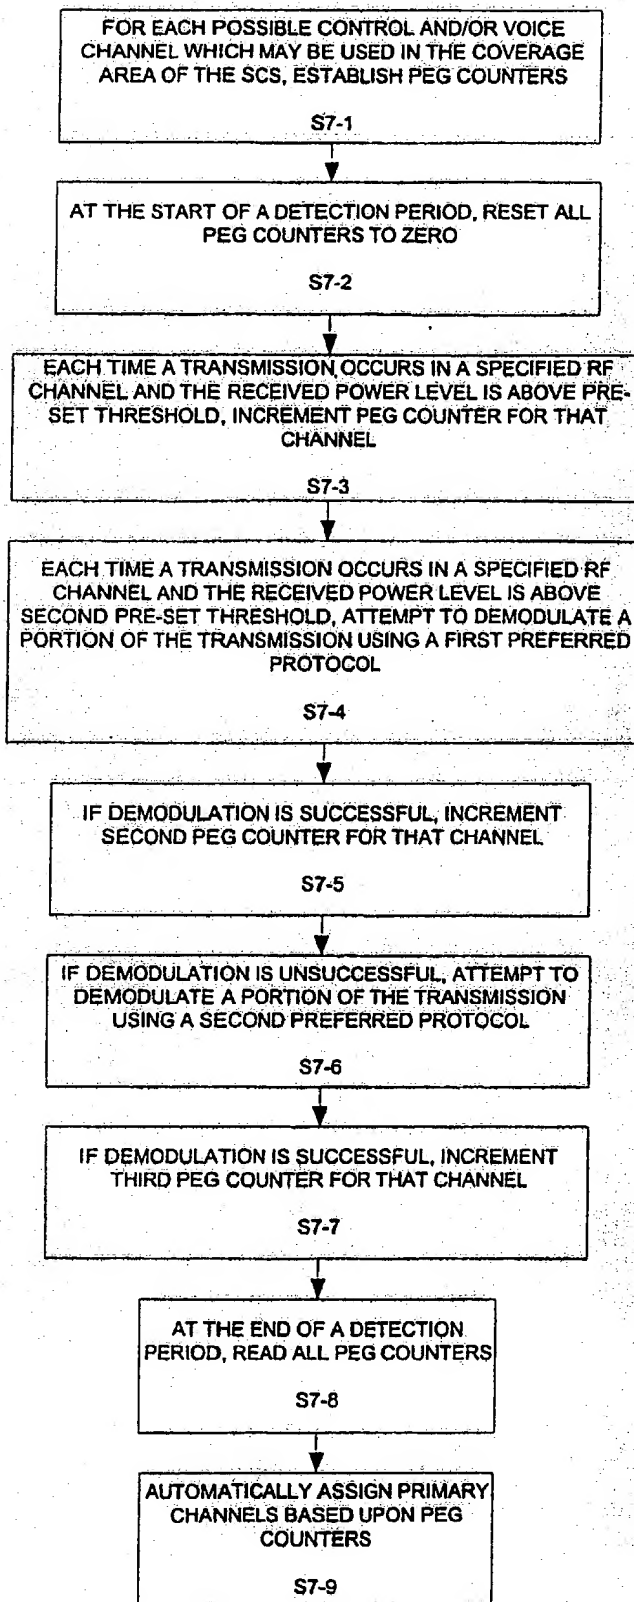 FOR EACH POSSIBLE CONTROL AND/OR VOICE
CHANNEL WHICH MAY BE USED IN THE COVERAGE
AREA OF THE SCS, ESTABLISH PEG COUNTERS
S7-1
AT THE START OF A DETECTION PERIOD, RESET ALL
PEG COUNTERS TO ZERO
S7-2
EACH TIME A TRANSMISSION OCCURS IN A SPECIFIED RF
CHANNEL AND THE RECEIVED POWER LEVEL IS ABOVE PRE-
SET THRESHOLD, INCREMENT PEG COUNTER FOR THAT
CHANNEL
S7-3
EACH TIME A TRANSMISSION OCCURS IN A SPECIFIED RF
CHANNEL AND THE RECEIVED POWER LEVEL IS ABOVE
SECOND PRE-SET THRESHOLD, ATTEMPT TO DEMODULATE A
PORTION OF THE TRANSMISSION USING A FIRST PREFERRED
PROTOCOL
S7-4
IF DEMODULATION IS SUCCESSFUL, INCREMENT
SECOND PEG COUNTER FOR THAT CHANNEL
S7-5
IF DEMODULATION IS UNSUCCESSFUL, ATTEMPT TO
DEMODULATE A PORTION OF THE TRANSMISSION
USING A SECOND PREFERRED PROTOCOL
S7-6
IF DEMODULATION IS SUCCESSFUL, INCREMENT
THIRD PEG COUNTER FOR THAT CHANNEL
S7-7
AT THE END OF A DETECTION
PERIOD, READ ALL PEG COUNTERS
S7-8
AUTOMATICALLY ASSIGN PRIMARY
CHANNELS BASED UPON PEG
COUNTERS
S7-9